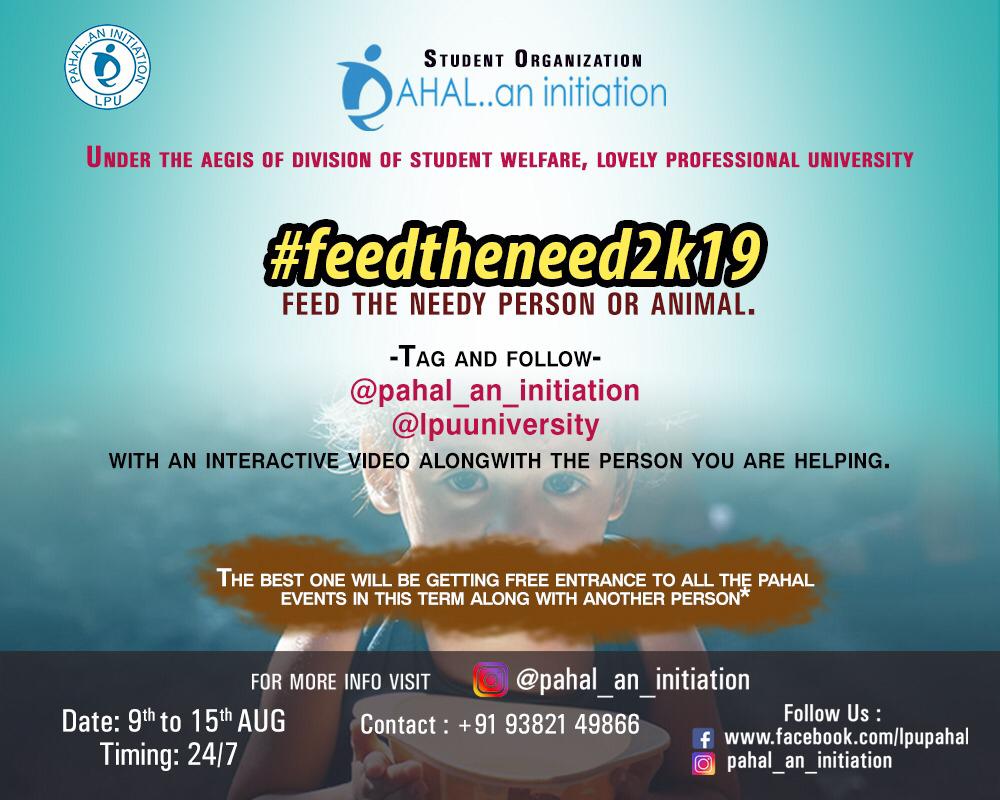 PAHAL..AN INITIATION
LPU
STUDENT ORGANIZATION
PAHAL..an initiation
UNDER THE AEGIS OF DIVISION OF STUDENT WELFARE, LOVELY PROFESSIONAL UNIVERSITY
#feedtheneed2k19
FEED THE NEEDY PERSON OR ANIMAL.
-TAG AND FOLLOW-
@pahal_an_initiation
@lpuuniversity
WITH AN INTERACTIVE VIDEO ALONGWITH THE PERSON YOU ARE HELPING.
THE BEST ONE WILL BE GETTING FREE ENTRANCE TO ALL THE PAHAL
EVENTS IN THIS TERM ALONG WITH ANOTHER PERSON*
FOR MORE INFO VISIT @pahal_an_initiation
Date: 9th to 15th AUG
Timing: 24/7
Contact : +91 93821 49866
Follow Us :
www.facebook.com/lpupahal
pahal_an_initiation